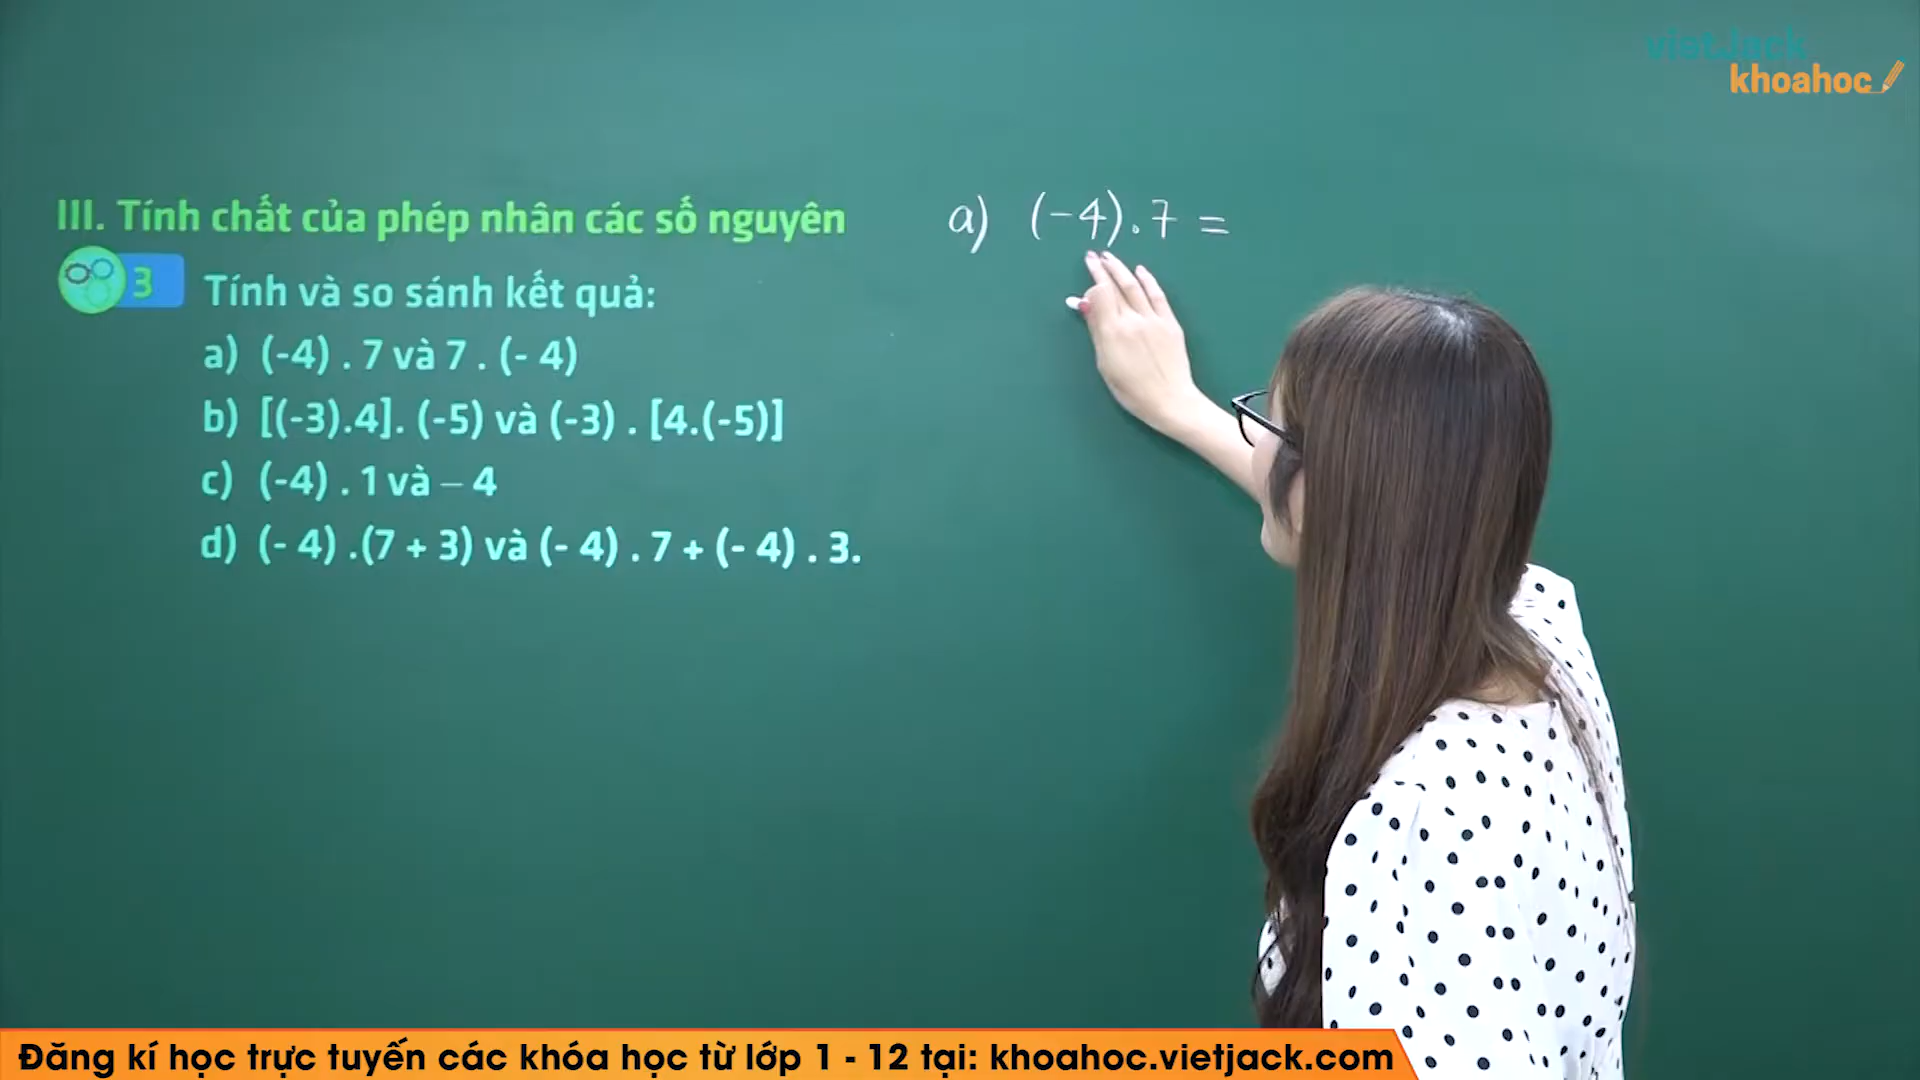 vietJack
khoahoc
III. Tính chất của phép nhân các số nguyên
3
Tính và so sánh kết quả:
a) (-4) . 7 và 7 . (- 4)
b) [(-3).4]. (-5) và (-3) . [4.(-5)]
c) (-4) . 1 và – 4
d) (- 4) .(7 + 3) và (- 4) . 7 + (- 4) . 3.
a) (-4) . 7 =
Đăng kí học trực tuyến các khóa học từ lớp 1 - 12 tại: khoahoc.vietjack.com